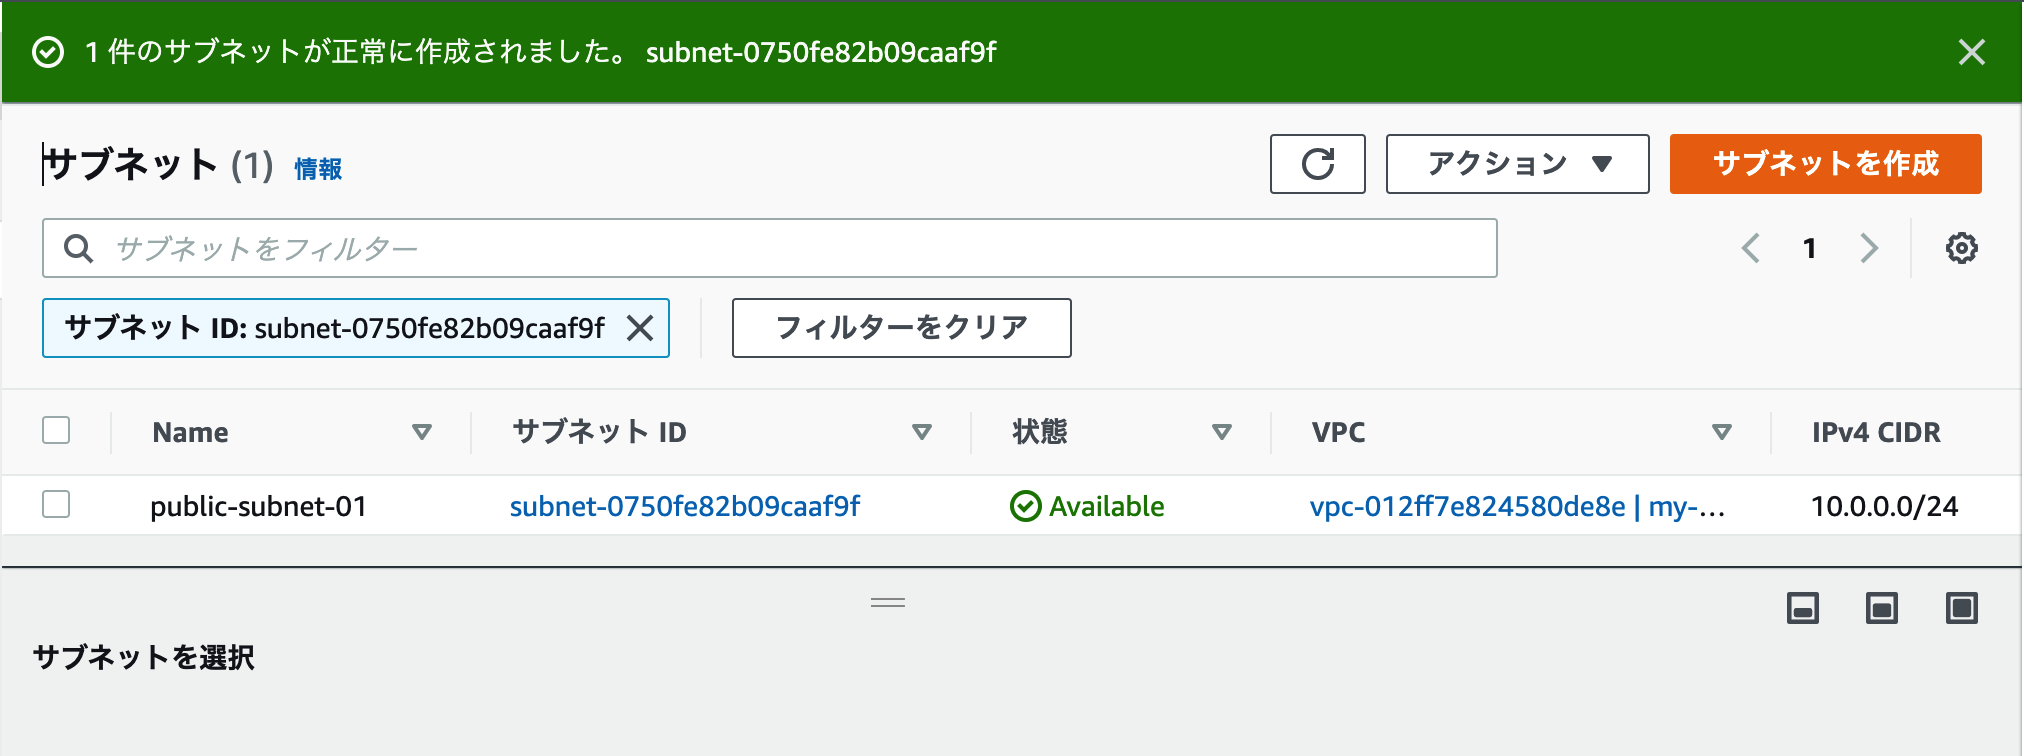 1 件のサブネットが正常に作成されました。 subnet-0750fe82b09caaf9f
サブネット (1) 情報
アクション
サブネットを作成
サブネットをフィルター
1
サブネット ID: subnet-0750fe82b09caaf9f
フィルターをクリア
Name サブネット ID 状態 VPC IPv4 CIDR
public-subnet-01 subnet-0750fe82b09caaf9f Available vpc-012ff7e824580de8e | my-... 10.0.0.0/24
サブネットを選択